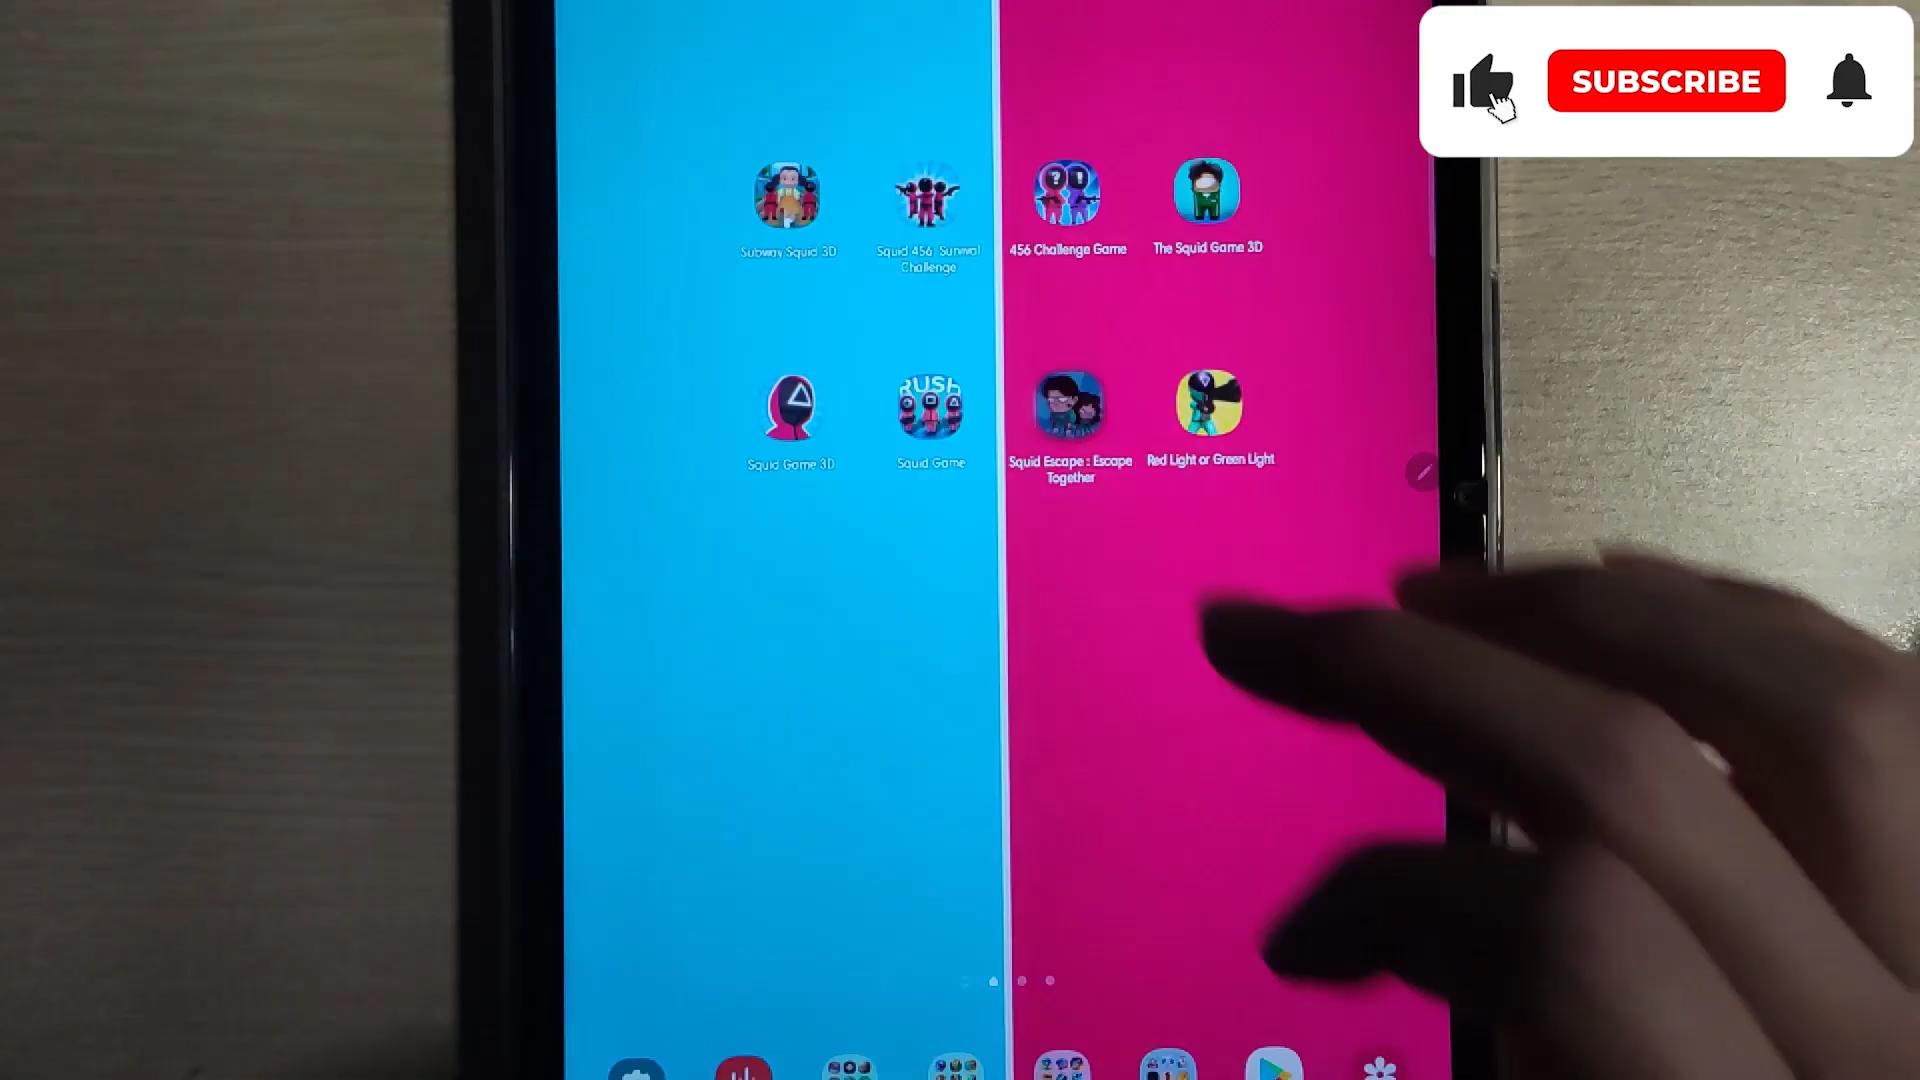 SUBSCRIBE
Subway Squid 3D
Squid 456: Survival
Challenge
456 Challenge Game
The Squid Game 3D
RUSH
Squid Game 3D
Squid Game
Squid Escape : Escape
Together
Red Light or Green Light